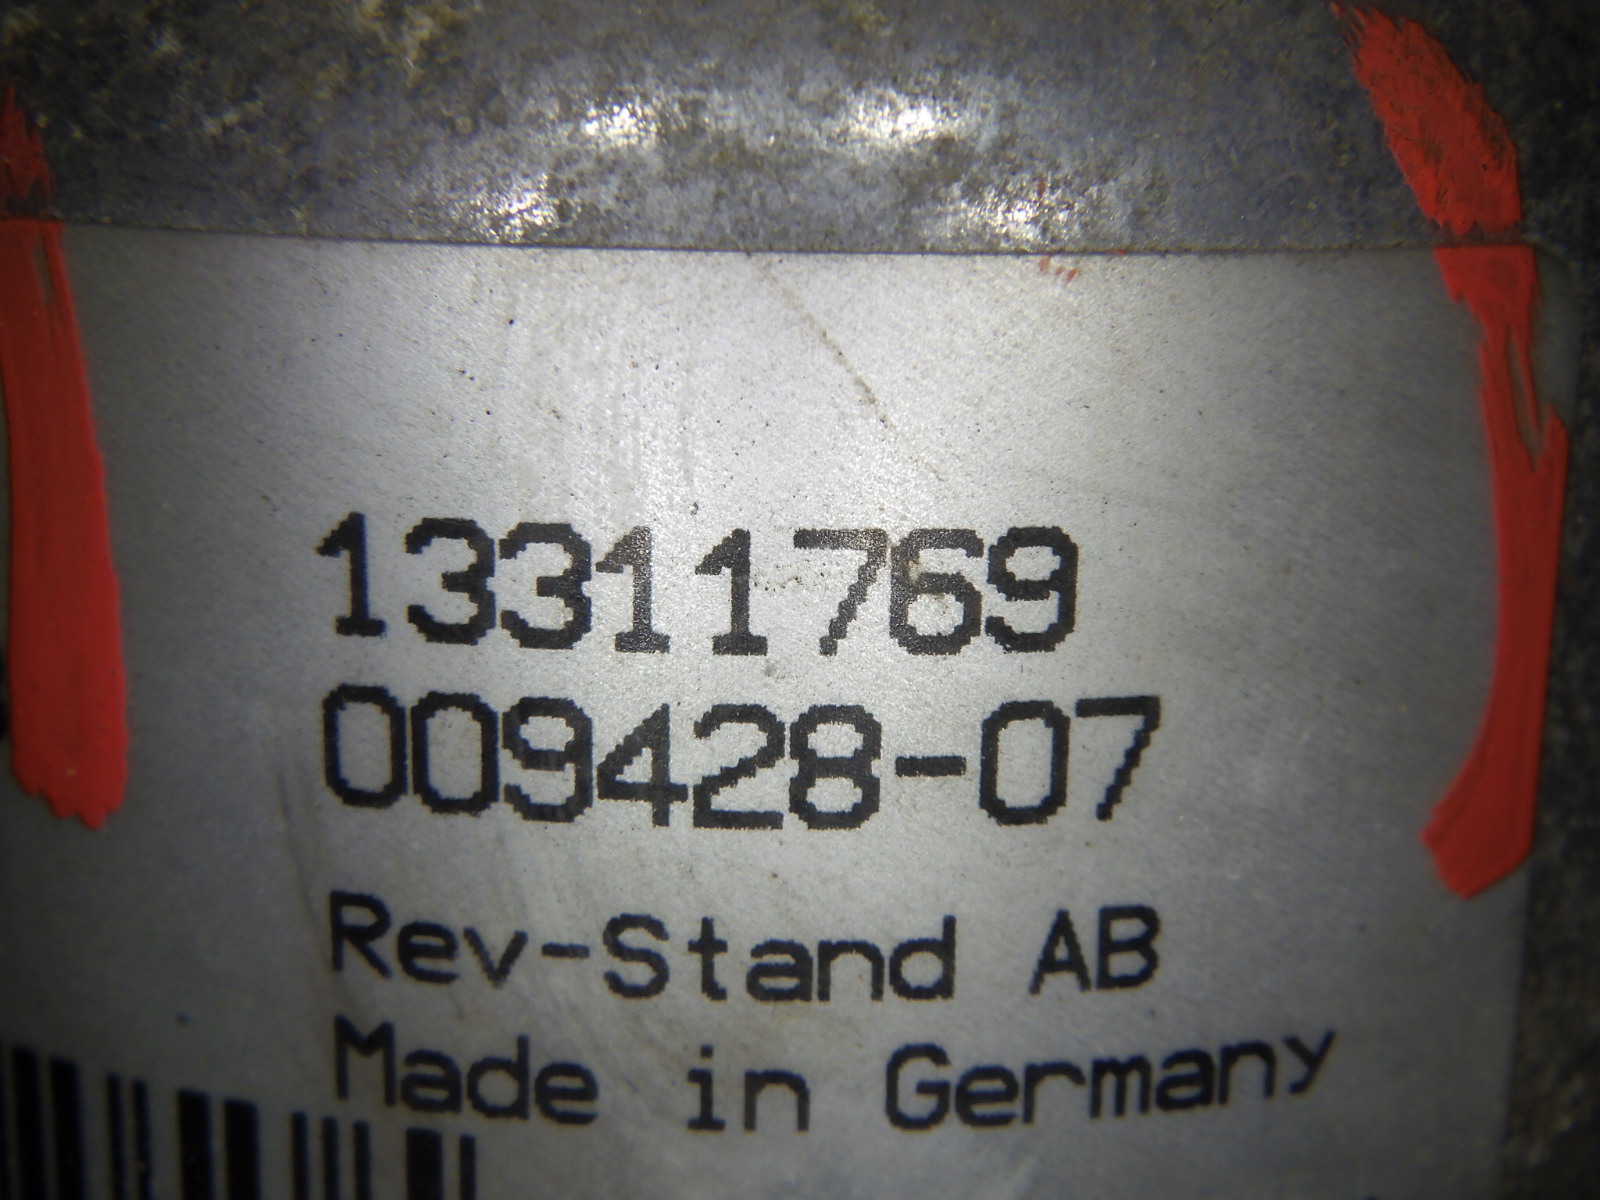 13311769
009428-07
Rev-Stand AB
Made in Germany